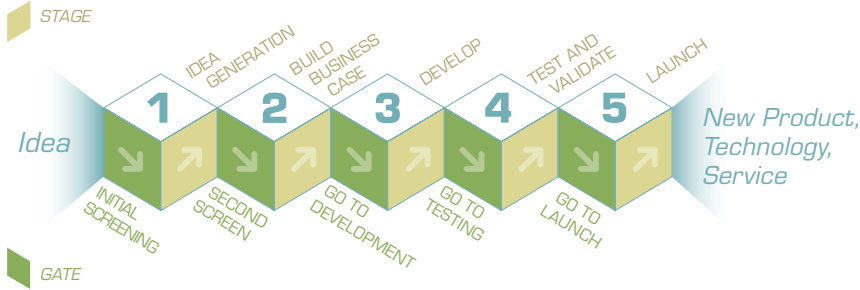 STAGE
IDEA
GENERATION
BUILD
BUSINESS
CASE
DEVELOP
TEST AND
VALIDATE
LAUNCH
1
2
3
4
5
Idea
New Product,
Technology,
Service
INITIAL
SCREENING
SECOND
SCREEN
GO TO
DEVELOPMENT
GO TO
TESTING
GO TO
LAUNCH
GATE